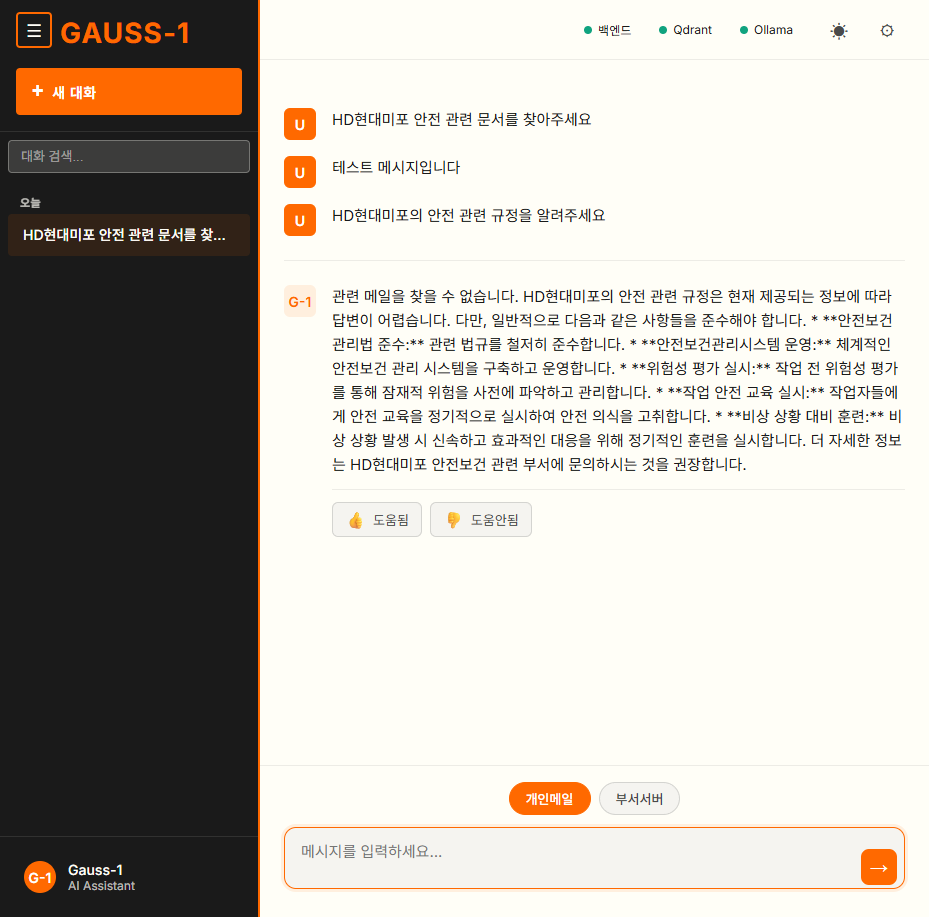 GAUSS-1
백엔드
Qdrant
Ollama
+ 새 대화
대화 검색...
오늘
HD현대미포 안전 관련 문서를 찾...
U
HD현대미포 안전 관련 문서를 찾아주세요
U
테스트 메시지입니다
U
HD현대미포의 안전 관련 규정을 알려주세요
G-1
관련 메일을 찾을 수 없습니다. HD현대미포의 안전 관련 규정은 현재 제공되는 정보에 따라
답변이 어렵습니다. 다만, 일반적으로 다음과 같은 사항들을 준수해야 합니다. * **안전보건
관리법 준수:** 관련 법규를 철저히 준수합니다. * **안전보건관리시스템 운영:** 체계적인
안전보건 관리 시스템을 구축하고 운영합니다. * **위험성 평가 실시:** 작업 전 위험성 평가
를 통해 잠재적 위험을 사전에 파악하고 관리합니다. * **작업 안전 교육 실시:** 작업자들에
게 안전 교육을 정기적으로 실시하여 안전 의식을 고취합니다. * **비상 상황 대비 훈련:** 비
상 상황 발생 시 신속하고 효과적인 대응을 위해 정기적인 훈련을 실시합니다. 더 자세한 정보
는 HD현대미포 안전보건 관련 부서에 문의하시는 것을 권장합니다.
👍 도움됨
👎 도움안됨
개인메일
부서서버
메시지를 입력하세요...
→
G-1
Gauss-1
AI Assistant